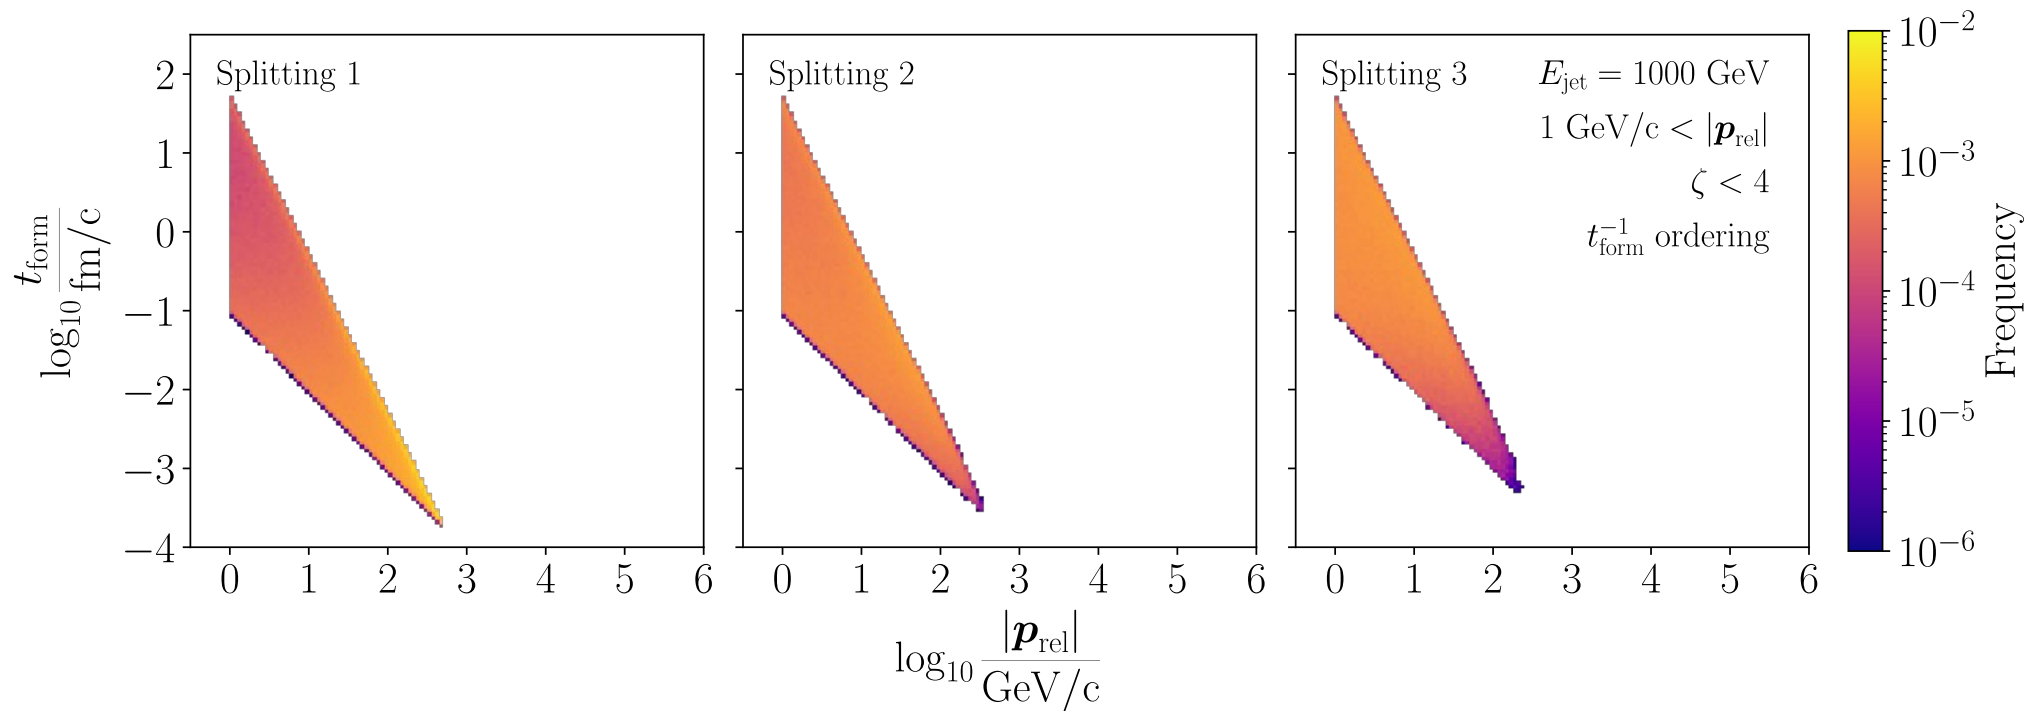 Splitting 1
Splitting 2
Splitting 3
E_jet = 1000 GeV
1 GeV/c < |p_rel|
ζ < 4
t_form^−1 ordering
log10 t_form / fm/c
2
1
0
−1
−2
−3
−4
0 1 2 3 4 5 6
0 1 2 3 4 5 6
0 1 2 3 4 5 6
log10 |p_rel| / GeV/c
10^−2
10^−3
10^−4
10^−5
10^−6
Frequency